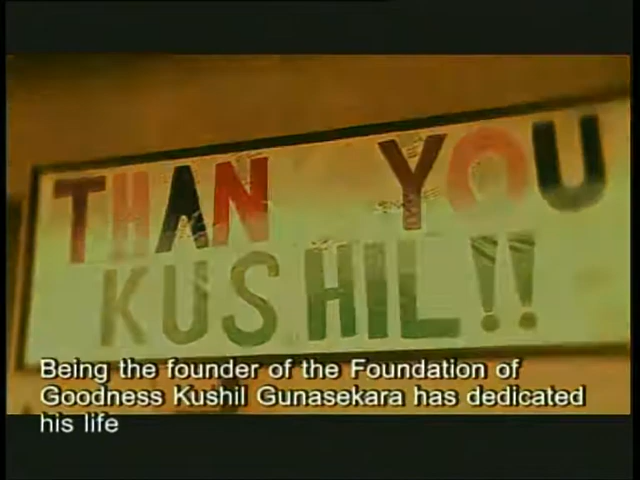 THAN YOU
KUSHIL!!
Being the founder of the Foundation of
Goodness Kushil Gunasekara has dedicated
his life